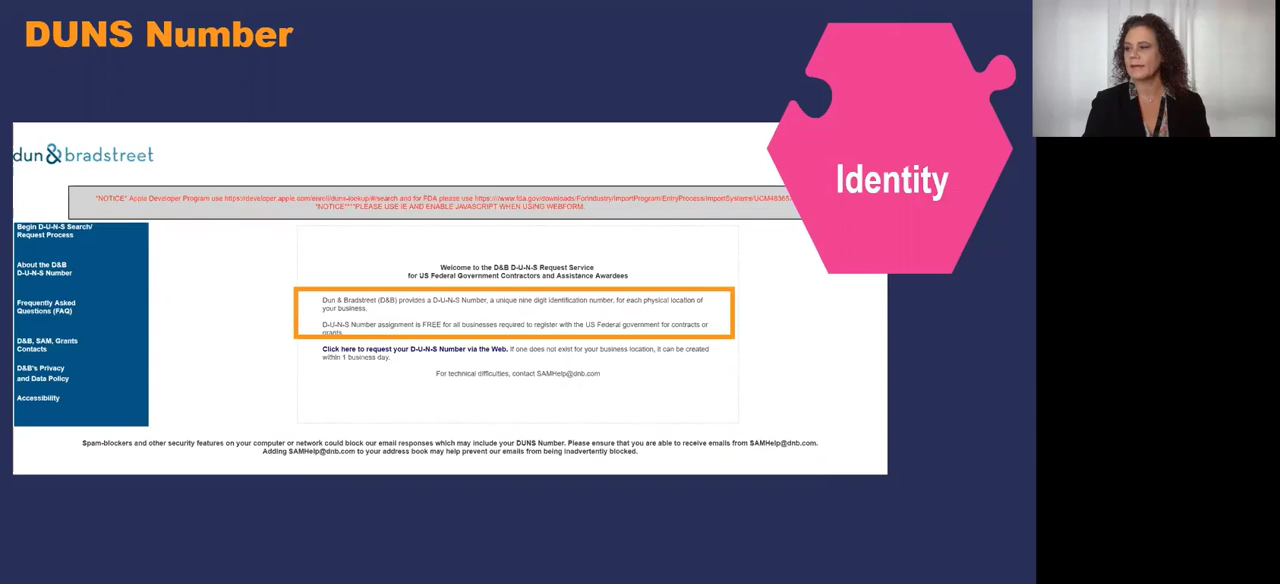 DUNS Number
Identity
dun & bradstreet
*NOTICE* Apple Developer Program use https://developer.apple.com/enroll/duns-lookup/#/search and for FDA please use https://www.fda.gov/downloads/ForIndustry/ImportProgram/EntryProcess/ImportSystems/
*NOTICE****PLEASE USE IE AND ENABLE JAVASCRIPT WHEN USING WEBFORM.
Begin D-U-N-S Search/
Request Process
About the D&B
D-U-N-S Number
Frequently Asked
Questions (FAQ)
D&B, SAM, Grants
Contacts
D&B's Privacy
and Data Policy
Accessibility
Welcome to the D&B D-U-N-S Request Service
for US Federal Government Contractors and Assistance Awardees
Dun & Bradstreet (D&B) provides a D-U-N-S Number, a unique nine digit identification number, for each physical location of
your business.
D-U-N-S Number assignment is FREE for all businesses required to register with the US Federal government for contracts or
grants.
Click here to request your D-U-N-S Number via the Web. If one does not exist for your business location, it can be created
within 1 business day.
For technical difficulties, contact SAMHelp@dnb.com
Spam-blockers and other security features on your computer or network could block our email responses which may include your DUNS Number. Please ensure that you are able to receive emails from SAMHelp@dnb.com.
Adding SAMHelp@dnb.com to your address book may help prevent our emails from being inadvertently blocked.